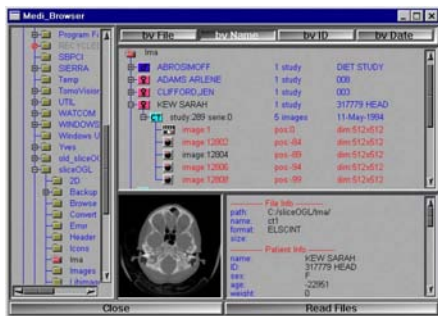 Medi_Browser
by File by Name by ID by Date
Program Fi
RECYCLED
SBPCI
SIERRA
Temp
TomoVision
UTIL
WATCOM
WINDOWS
Windows U
Yves
old_sliceO
sliceOGL
2D
Backup
Browse
Convert
Error
Header
Icons
Ima
Images
Libimage
Ima
ABROSIMOFF 1 study DIET STUDY
ADAMS ARLENE 1 study 008
CLIFFORD,JEN 1 study 003
KEW SARAH 1 study 317779 HEAD
CT study:289 serie:0 5 images 11-May-1994
image:1 pos:0 dim:512x512
image:12802 pos:-84 dim:512x512
image:12804 pos:-89 dim:512x512
image:12806 pos:-94 dim:512x512
image:12808 pos:-99 dim:512x512
File Info
path: C:/sliceOGL/Ima/
name: ct1
format: ELSCINT
size:
Patient Info
name: KEW SARAH
ID: 317779 HEAD
sex: F
age: -22951
weight: 0
Close Read Files